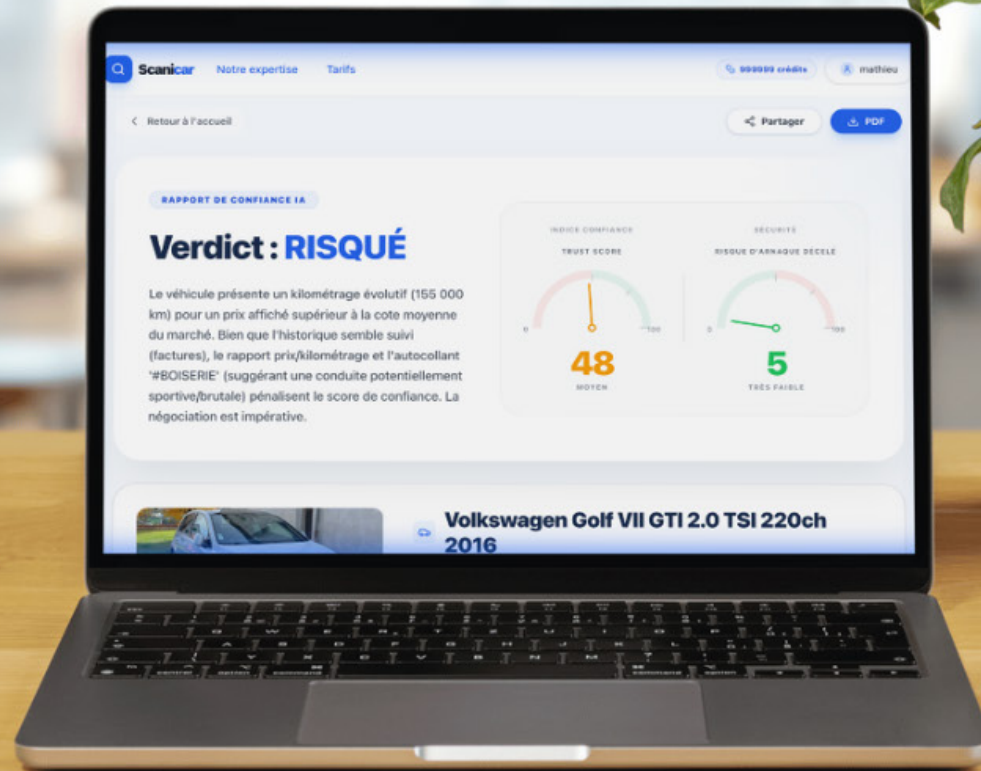 Scanicar Notre expertise Tarifs 999999 crédits mathieu
Retour à l'accueil Partager PDF
RAPPORT DE CONFIANCE IA
Verdict : RISQUÉ
Le véhicule présente un kilométrage évolutif (155 000
km) pour un prix affiché supérieur à la cote moyenne
du marché. Bien que l'historique semble suivi
(factures), le rapport prix/kilométrage et l'autocollant
'#BOISERIE' (suggérant une conduite potentiellement
sportive/brutale) pénalisent le score de confiance. La
négociation est impérative.
INDICE CONFIANCE
TRUST SCORE
0 100
48
MOYEN
SÉCURITÉ
RISQUE D'ARNAQUE DÉCELÉ
0 100
5
TRÈS FAIBLE
Volkswagen Golf VII GTI 2.0 TSI 220ch
2016